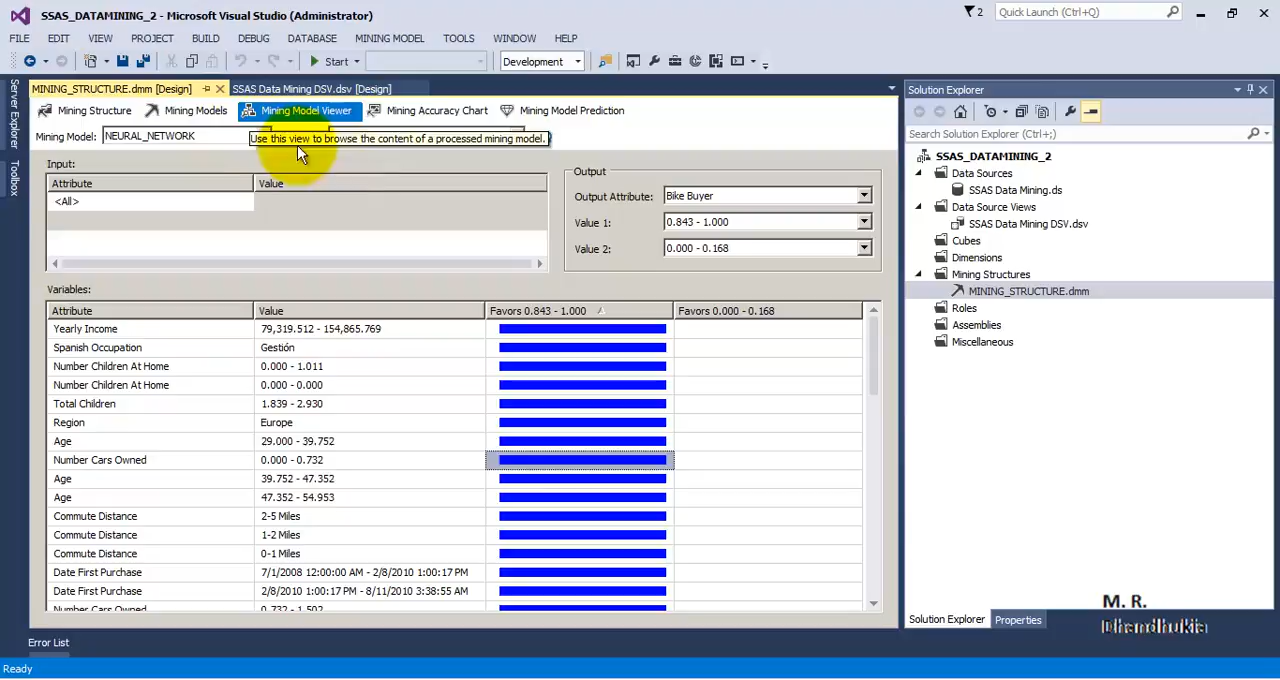 SSAS_DATAMINING_2 - Microsoft Visual Studio (Administrator)
2
Quick Launch (Ctrl+Q)
FILE EDIT VIEW PROJECT BUILD DEBUG DATABASE MINING MODEL TOOLS WINDOW HELP
Start Development
MINING_STRUCTURE.dmm [Design] SSAS Data Mining DSV.dsv [Design]
Server Explorer
Toolbox
Mining Structure Mining Models Mining Model Viewer Mining Accuracy Chart Mining Model Prediction
Mining Model: NEURAL_NETWORK
Use this view to browse the content of a processed mining model.
Input:
Attribute Value
<All>
Output
Output Attribute: Bike Buyer
Value 1: 0.843 - 1.000
Value 2: 0.000 - 0.168
Variables:
Attribute Value Favors 0.843 - 1.000 Favors 0.000 - 0.168
Yearly Income 79,319.512 - 154,865.769
Spanish Occupation Gestión
Number Children At Home 0.000 - 1.011
Number Children At Home 0.000 - 0.000
Total Children 1.839 - 2.930
Region Europe
Age 29.000 - 39.752
Number Cars Owned 0.000 - 0.732
Age 39.752 - 47.352
Age 47.352 - 54.953
Commute Distance 2-5 Miles
Commute Distance 1-2 Miles
Commute Distance 0-1 Miles
Date First Purchase 7/1/2008 12:00:00 AM - 2/8/2010 1:00:17 PM
Date First Purchase 2/8/2010 1:00:17 PM - 8/11/2010 3:38:55 AM
Number Cars Owned 0.732 - 1.502
Solution Explorer
Search Solution Explorer (Ctrl+;)
SSAS_DATAMINING_2
Data Sources
SSAS Data Mining.ds
Data Source Views
SSAS Data Mining DSV.dsv
Cubes
Dimensions
Mining Structures
MINING_STRUCTURE.dmm
Roles
Assemblies
Miscellaneous
M. R.
Dhandhukia
Solution Explorer Properties
Error List
Ready